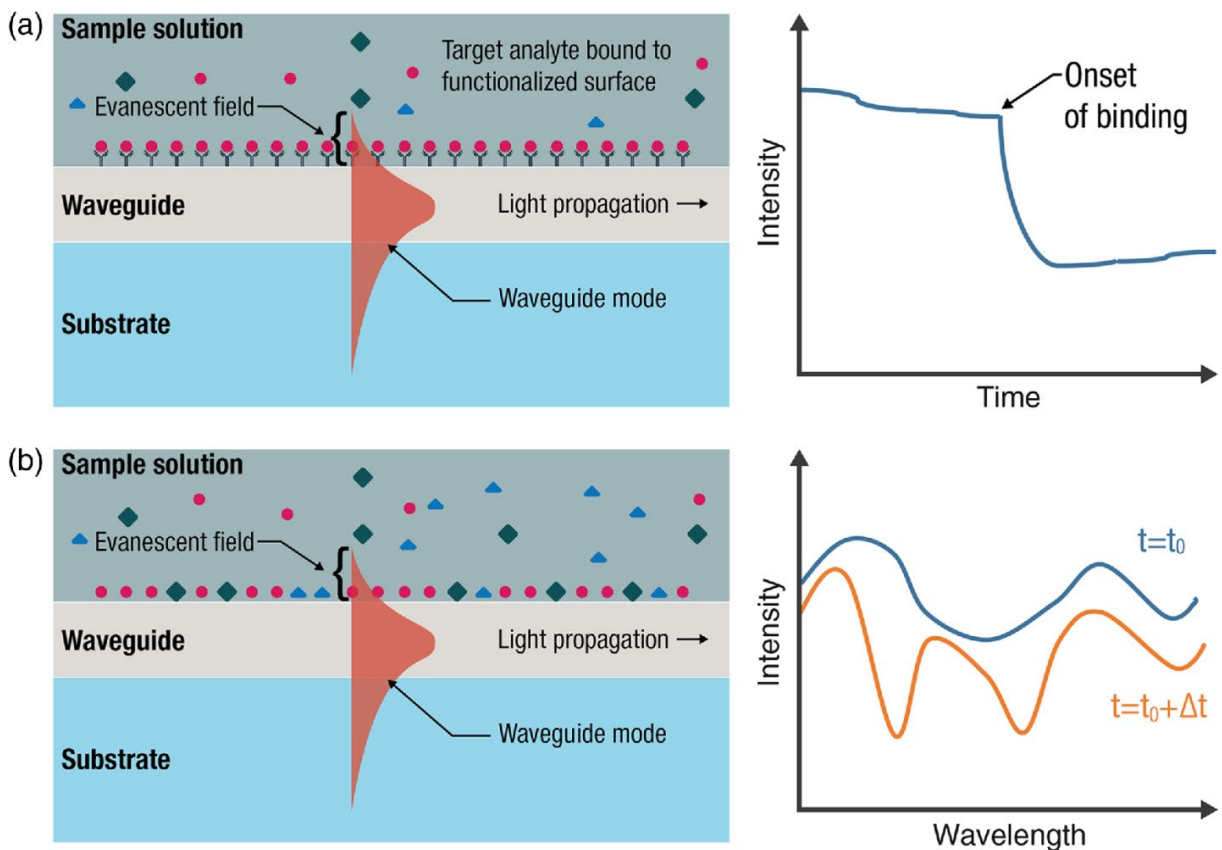 (a)
Sample solution
Target analyte bound to
functionalized surface
Evanescent field
Waveguide
Light propagation
Waveguide mode
Substrate
Intensity
Onset
of binding
Time
(b)
Sample solution
Evanescent field
Waveguide
Light propagation
Waveguide mode
Substrate
Intensity
t=t₀
t=t₀+Δt
Wavelength